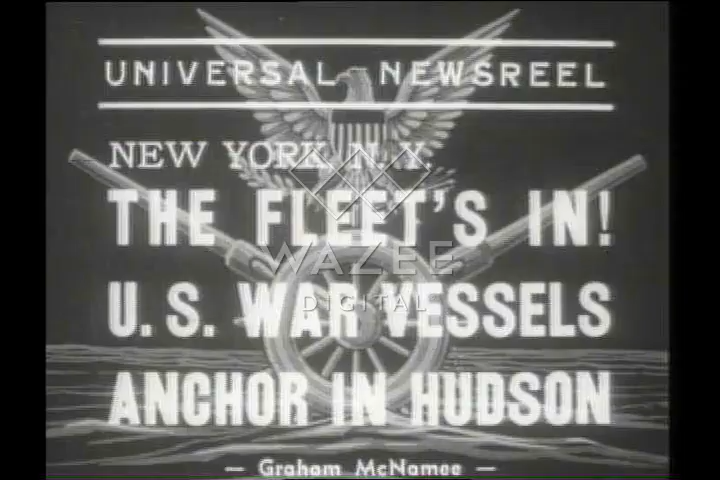 UNIVERSAL NEWSREEL
NEW YORK, N. Y.
THE FLEET'S IN!
WAZEE
DIGITAL
U.S. WAR VESSELS
ANCHOR IN HUDSON
— Graham McNamee —